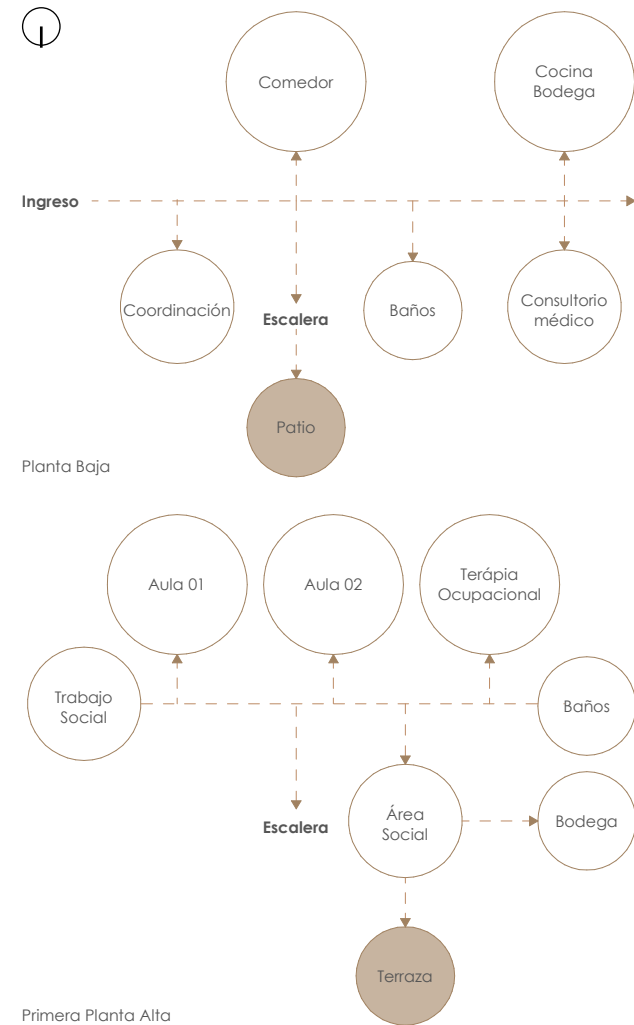 Comedor
Cocina
Bodega
Ingreso
Coordinación
Escalera
Baños
Consultorio
médico
Patio
Planta Baja
Aula 01
Aula 02
Terápia
Ocupacional
Trabajo
Social
Baños
Escalera
Área
Social
Bodega
Terraza
Primera Planta Alta